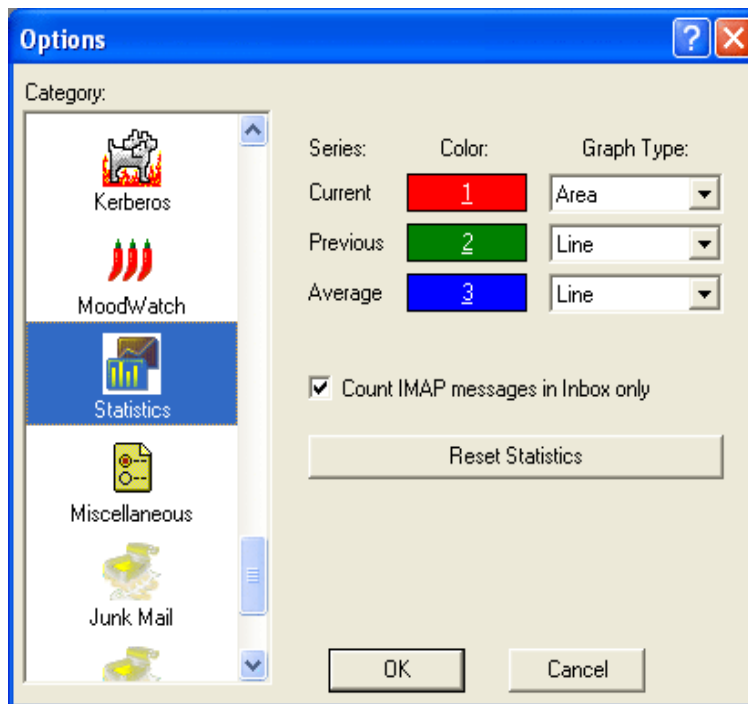 Options
Category:
Kerberos
MoodWatch
Statistics
Miscellaneous
Junk Mail
Series: Color: Graph Type:
Current 1 Area
Previous 2 Line
Average 3 Line
Count IMAP messages in Inbox only
Reset Statistics
OK Cancel